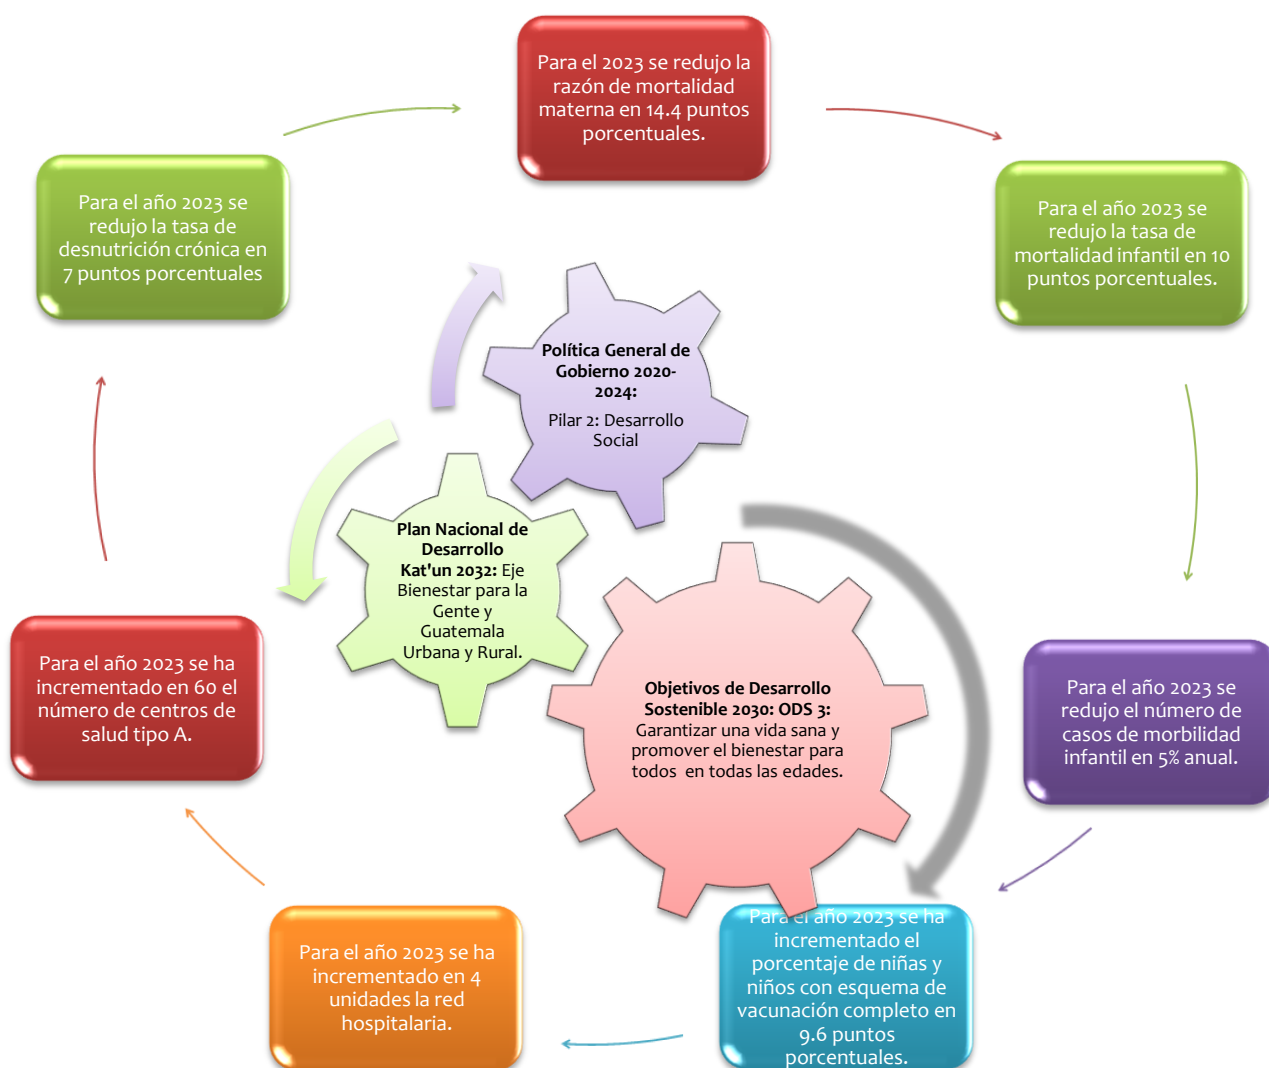 Para el 2023 se redujo la
razón de mortalidad
materna en 14.4 puntos
porcentuales.
Para el año 2023 se
redujo la tasa de
mortalidad infantil en 10
puntos porcentuales.
Para el año 2023 se
redujo el número de
casos de morbilidad
infantil en 5% anual.
Para el año 2023 se ha
incrementado el
porcentaje de niñas y
niños con esquema de
vacunación completo en
9.6 puntos
porcentuales.
Para el año 2023 se ha
incrementado en 4
unidades la red
hospitalaria.
Para el año 2023 se ha
incrementado en 60 el
número de centros de
salud tipo A.
Para el año 2023 se
redujo la tasa de
desnutrición crónica en
7 puntos porcentuales
Política General de
Gobierno 2020-
2024:
Pilar 2: Desarrollo
Social
Plan Nacional de
Desarrollo
Kat'un 2032: Eje
Bienestar para la
Gente y
Guatemala
Urbana y Rural.
Objetivos de Desarrollo
Sostenible 2030: ODS 3:
Garantizar una vida sana y
promover el bienestar para
todos en todas las edades.